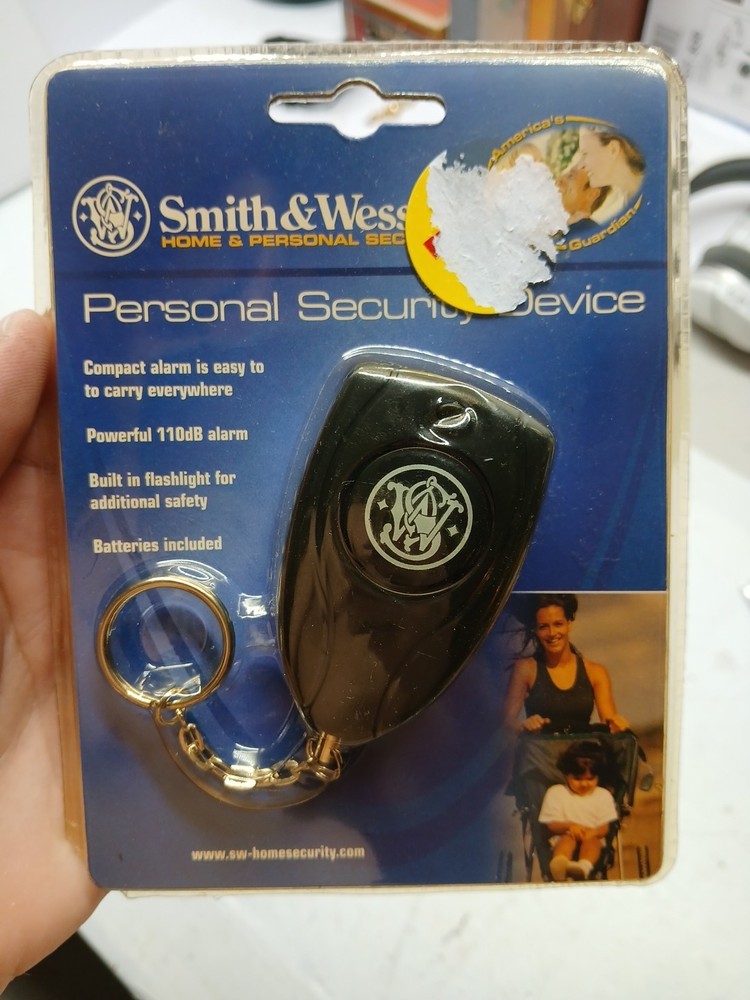 America's
Smith&Wess
HOME & PERSONAL SEC
Guardian
Personal Security Device
Compact alarm is easy to
to carry everywhere
Powerful 110dB alarm
Built in flashlight for
additional safety
Batteries included
www.sw-homesecurity.com